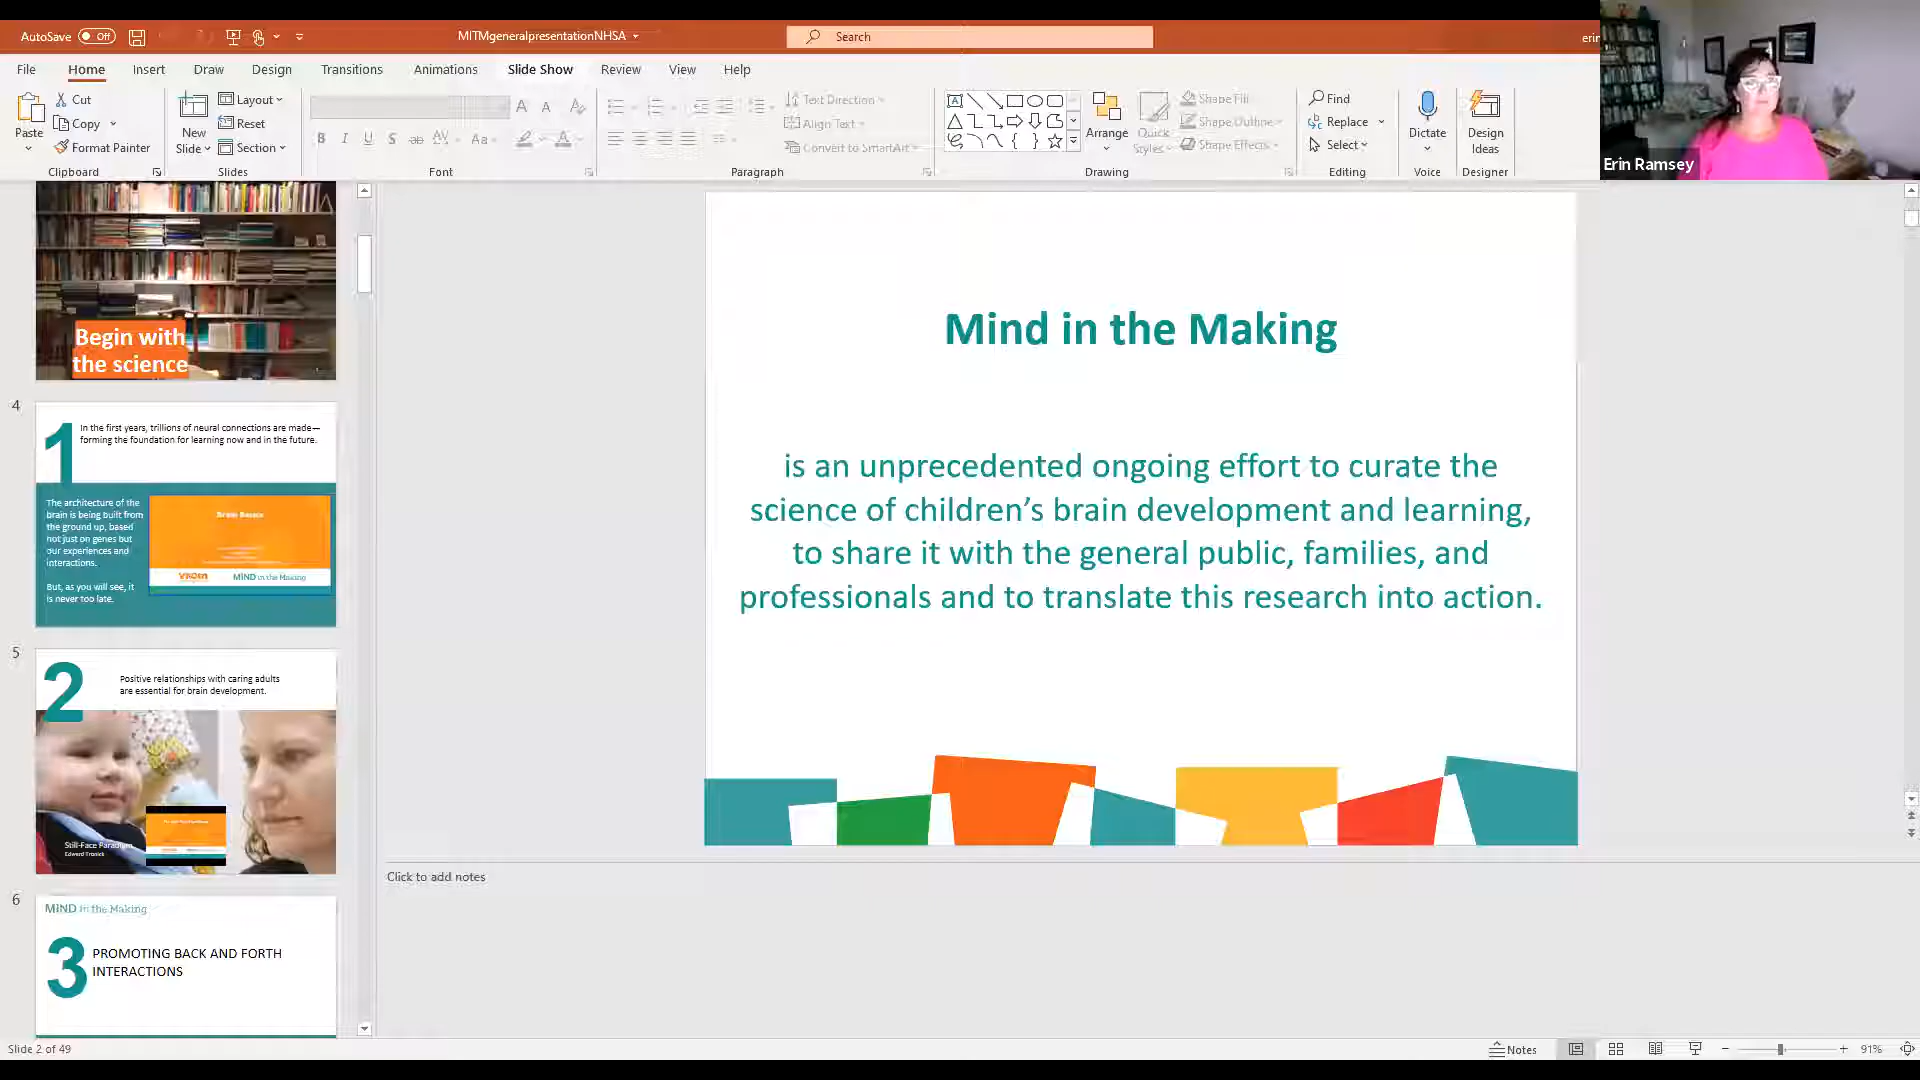 AutoSave Off
MITMgeneralpresentationNHSA
Search
erin
File Home Insert Draw Design Transitions Animations Slide Show Review View Help
Paste
Cut
Copy
Format Painter
Clipboard
New
Slide
Layout
Reset
Section
Slides
B I U S ab AV Aa A
A A A
Font
Text Direction
Align Text
Convert to SmartArt
Paragraph
Arrange
Quick
Styles
Shape Fill
Shape Outline
Shape Effects
Drawing
Find
Replace
Select
Editing
Dictate
Voice
Design
Ideas
Designer
Erin Ramsey
Begin with
the science
4
1
In the first years, trillions of neural connections are made—
forming the foundation for learning now and in the future.
The architecture of the
brain is being built from
the ground up, based
not just on genes but
our experiences and
interactions.
But, as you will see, it
is never too late.
Brain Basics
VROOM
MIND in the Making
5
2
Positive relationships with caring adults
are essential for brain development.
Still-Face Paradigm
Edward Tronick
6
MIND in the Making
3
PROMOTING BACK AND FORTH
INTERACTIONS
Mind in the Making
is an unprecedented ongoing effort to curate the
science of children’s brain development and learning,
to share it with the general public, families, and
professionals and to translate this research into action.
Click to add notes
Slide 2 of 49
Notes
91%